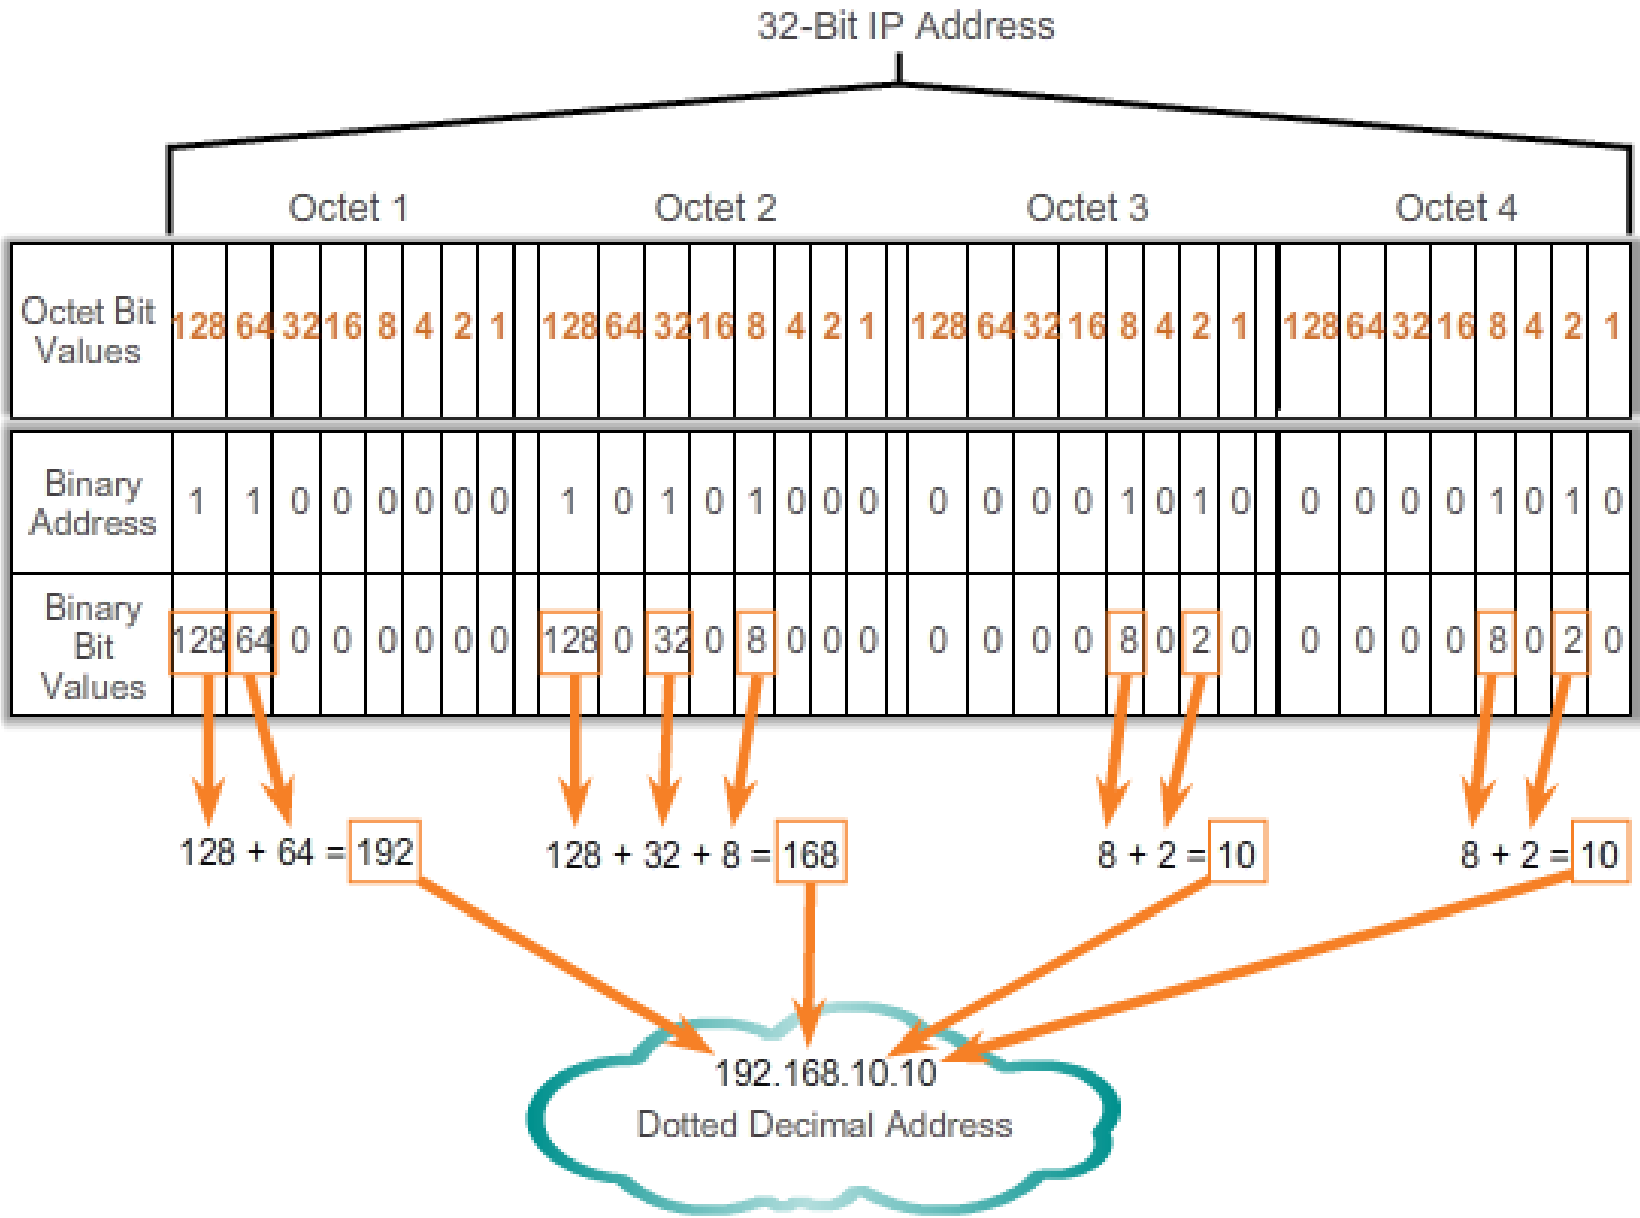 32-Bit IP Address
Octet 1 Octet 2 Octet 3 Octet 4
Octet Bit
Values
128 64 32 16 8 4 2 1 128 64 32 16 8 4 2 1 128 64 32 16 8 4 2 1 128 64 32 16 8 4 2 1
Binary
Address
1 1 0 0 0 0 0 0 1 0 1 0 1 0 0 0 0 0 0 0 1 0 1 0 0 0 0 0 1 0 1 0
Binary
Bit
Values
128 64 0 0 0 0 0 0 128 0 32 0 8 0 0 0 0 0 0 0 8 0 2 0 0 0 0 0 8 0 2 0
128 + 64 = 192 128 + 32 + 8 = 168 8 + 2 = 10 8 + 2 = 10
192.168.10.10
Dotted Decimal Address